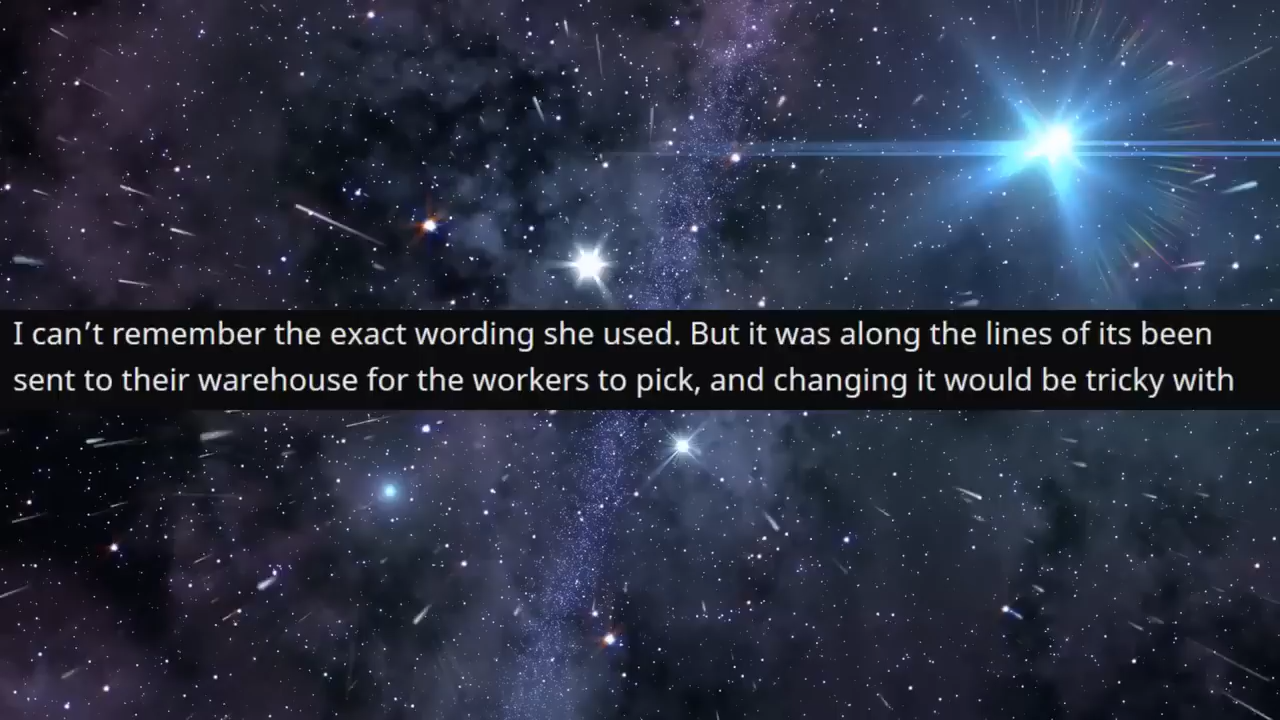 I can’t remember the exact wording she used. But it was along the lines of its been
sent to their warehouse for the workers to pick, and changing it would be tricky with